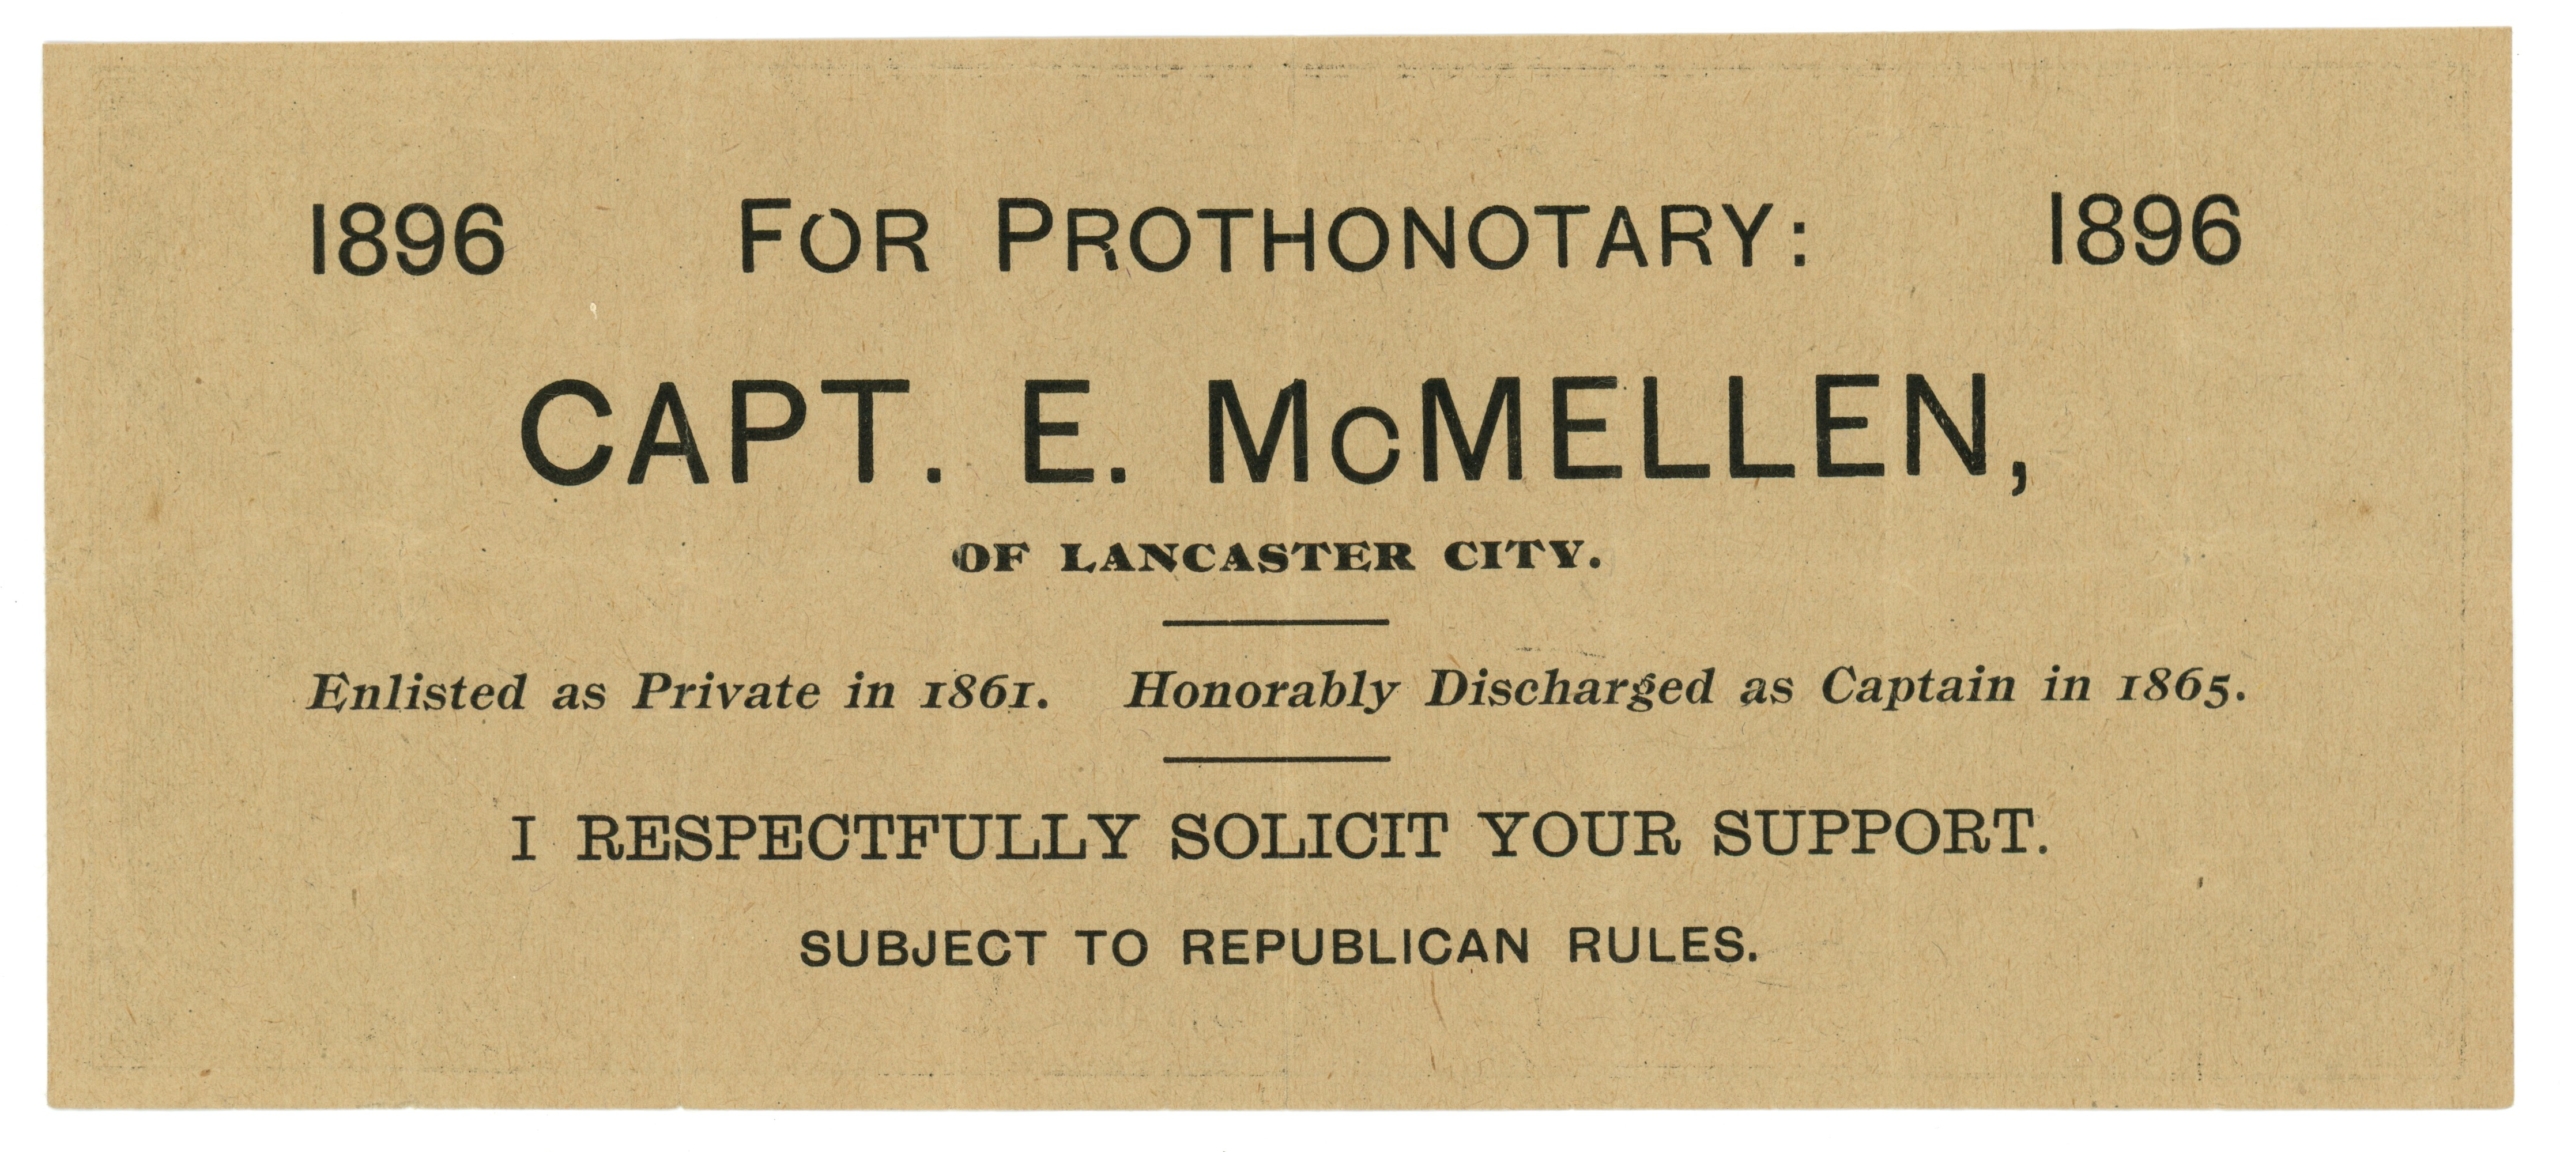 1896 FOR PROTHONOTARY: 1896
CAPT. E. McMELLEN,
OF LANCASTER CITY.
Enlisted as Private in 1861. Honorably Discharged as Captain in 1865.
I RESPECTFULLY SOLICIT YOUR SUPPORT.
SUBJECT TO REPUBLICAN RULES.